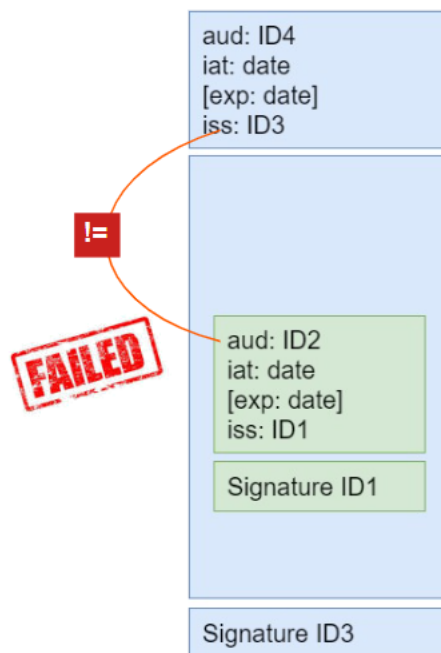 aud: ID4
iat: date
[exp: date]
iss: ID3
!=
FAILED
aud: ID2
iat: date
[exp: date]
iss: ID1
Signature ID1
Signature ID3